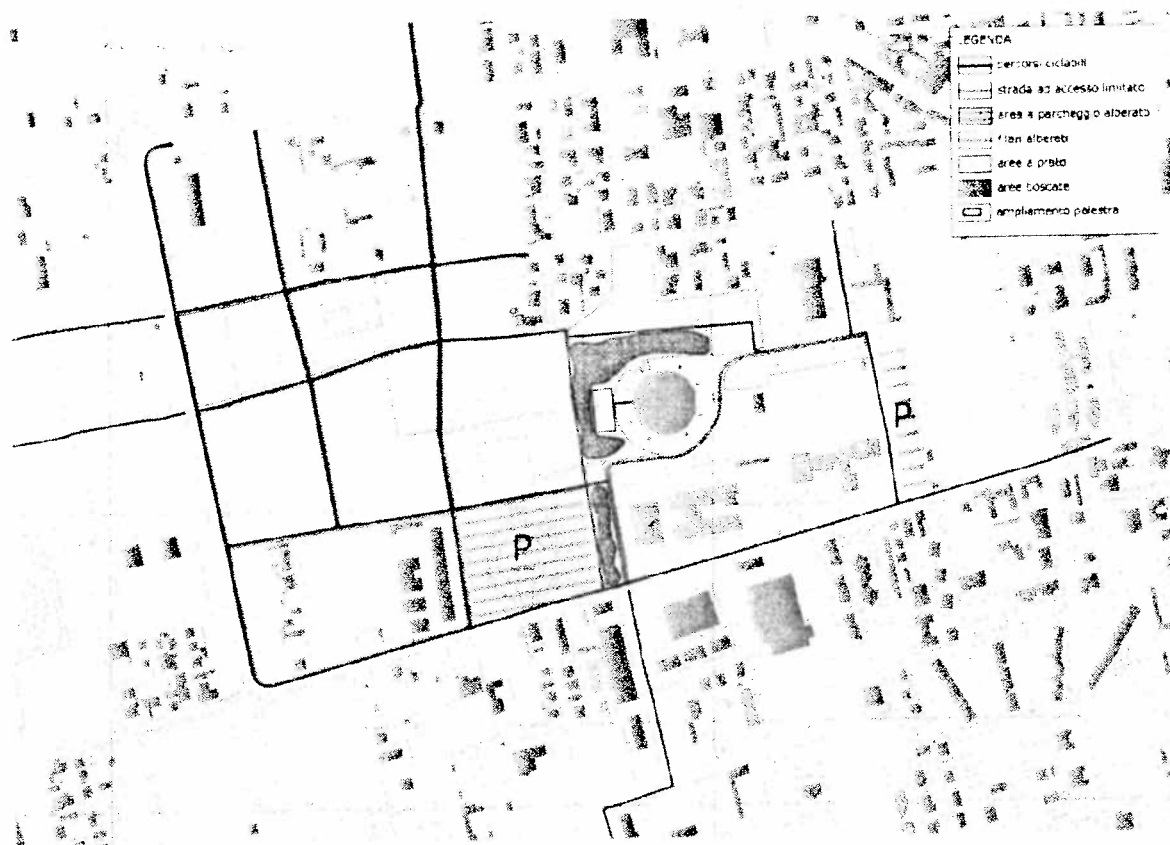 LEGENDA
percorsi ciclabili
strada ad accesso limitato
area a parcheggio alberato
filari alberati
aree a prato
aree boscate
ampliamento palestra
P
P